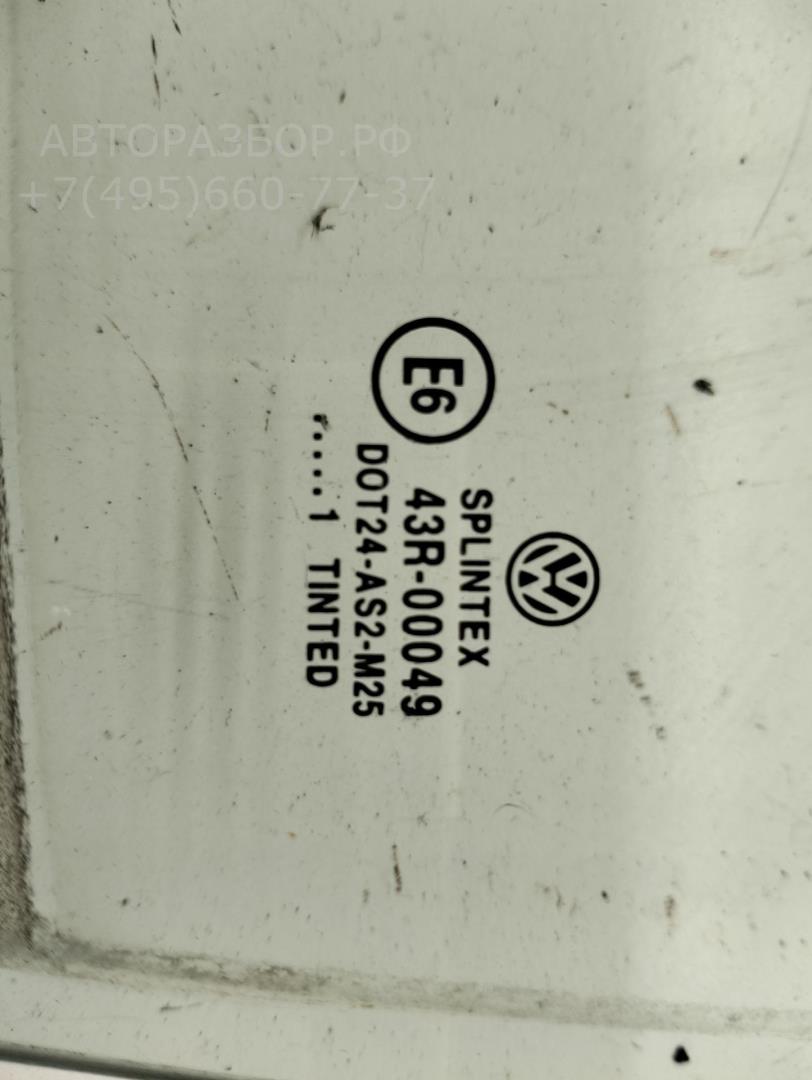 АВТОРАЗБОР.РФ
+7(495)660-77-37
SPLINTEX
E6 43R-00049
DOT24-AS2-M25
....1 TINTED